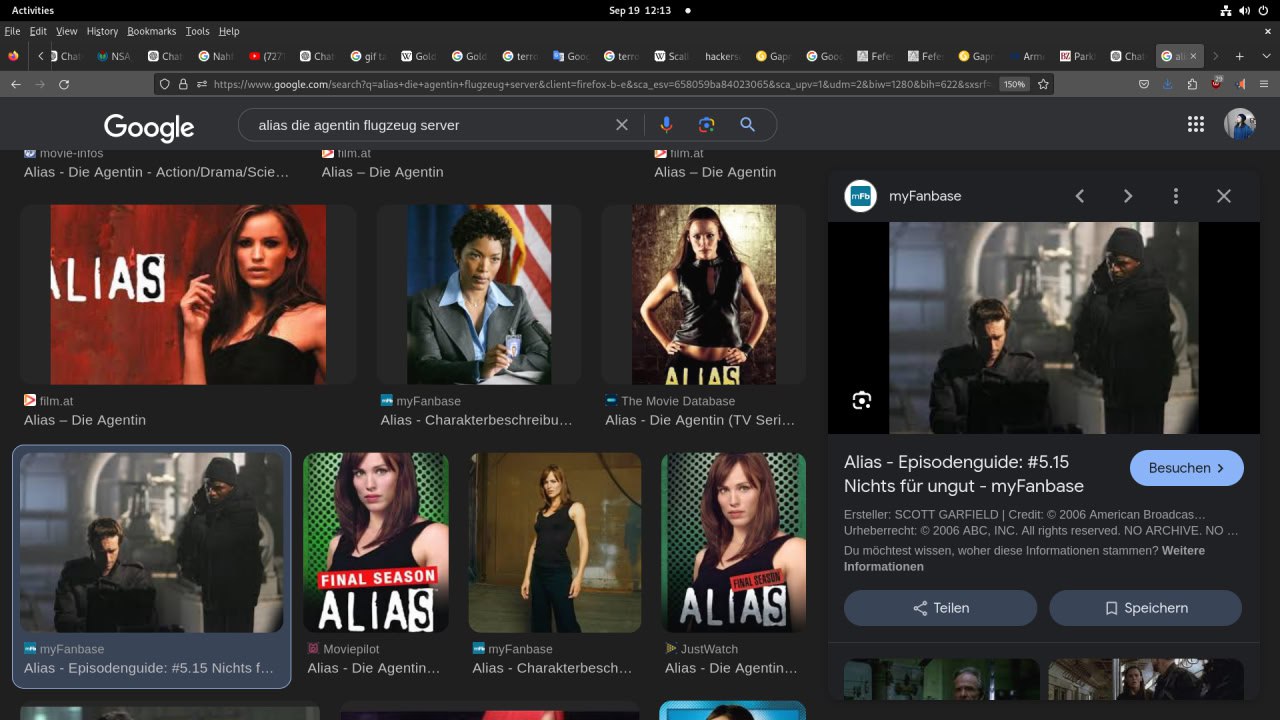 Activities
Sep 19 12:13
File Edit View History Bookmarks Tools Help
Chat NSA Chat Nah (727 Chat gif ta Gold Gold terro Goo terro Scali hackers Gapr Goog Fefe Fefe Gapr Arm Park Chat ali
https://www.google.com/search?q=alias+die+agentin+flugzeug+server&client=firefox-b-e&sca_esv=658059ba84023065&sca_upv=1&udm=2&biw=1280&bih=622&sxsrf=
150%
29
Google
alias die agentin flugzeug server
movie-infos
Alias - Die Agentin - Action/Drama/Scie...
film.at
Alias – Die Agentin
film.at
Alias – Die Agentin
ALIAS
film.at
Alias – Die Agentin
myFanbase
Alias - Charakterbeschreibu...
ALIAS
The Movie Database
Alias - Die Agentin (TV Seri...
myFanbase
Alias - Episodenguide: #5.15 Nichts f...
FINAL SEASON
ALIAS
Moviepilot
Alias - Die Agentin...
myFanbase
Alias - Charakterbesch...
FINAL SEASON
ALIAS
JustWatch
Alias - Die Agentin...
mFb
myFanbase
Alias - Episodenguide: #5.15
Nichts für ungut - myFanbase
Besuchen
Ersteller: SCOTT GARFIELD | Credit: © 2006 American Broadcas...
Urheberrecht: © 2006 ABC, INC. All rights reserved. NO ARCHIVE. NO ...
Du möchtest wissen, woher diese Informationen stammen? Weitere
Informationen
Teilen
Speichern